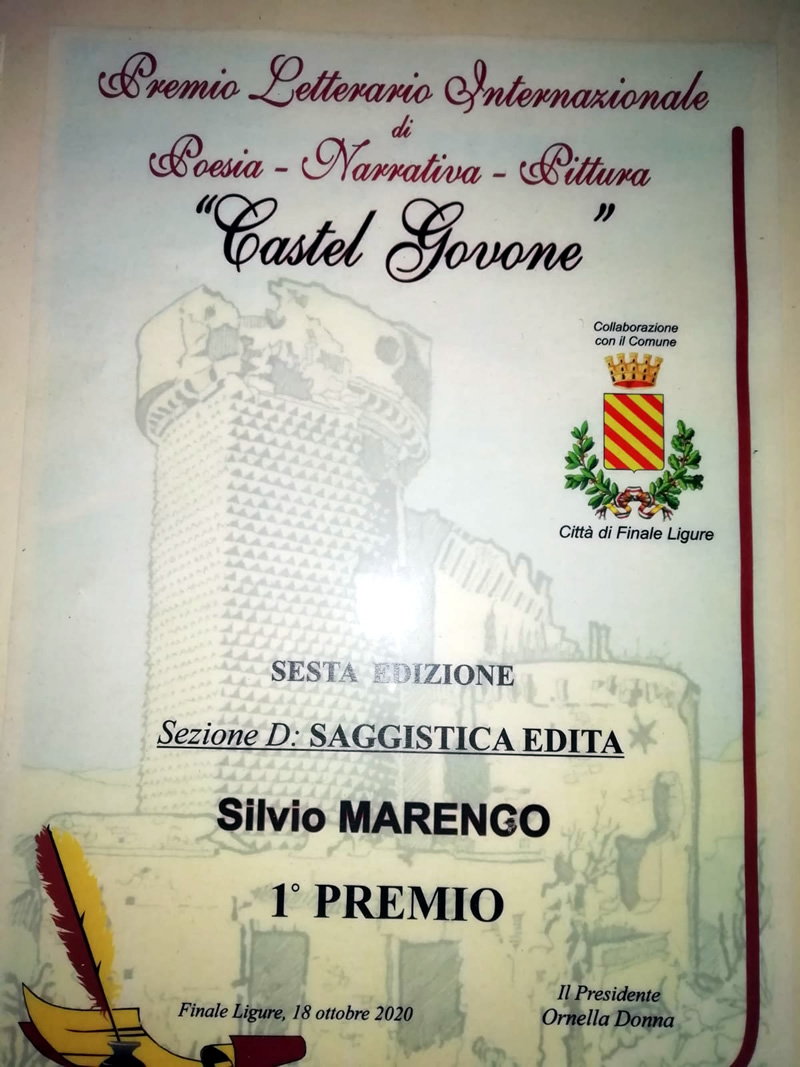 Premio Letterario Internazionale
di
Poesia - Narrativa - Pittura
"Castel Govone"
Collaborazione
con il Comune
Città di Finale Ligure
SESTA EDIZIONE
Sezione D: SAGGISTICA EDITA
Silvio MARENCO
1° PREMIO
Finale Ligure, 18 ottobre 2020
Il Presidente
Ornella Donna